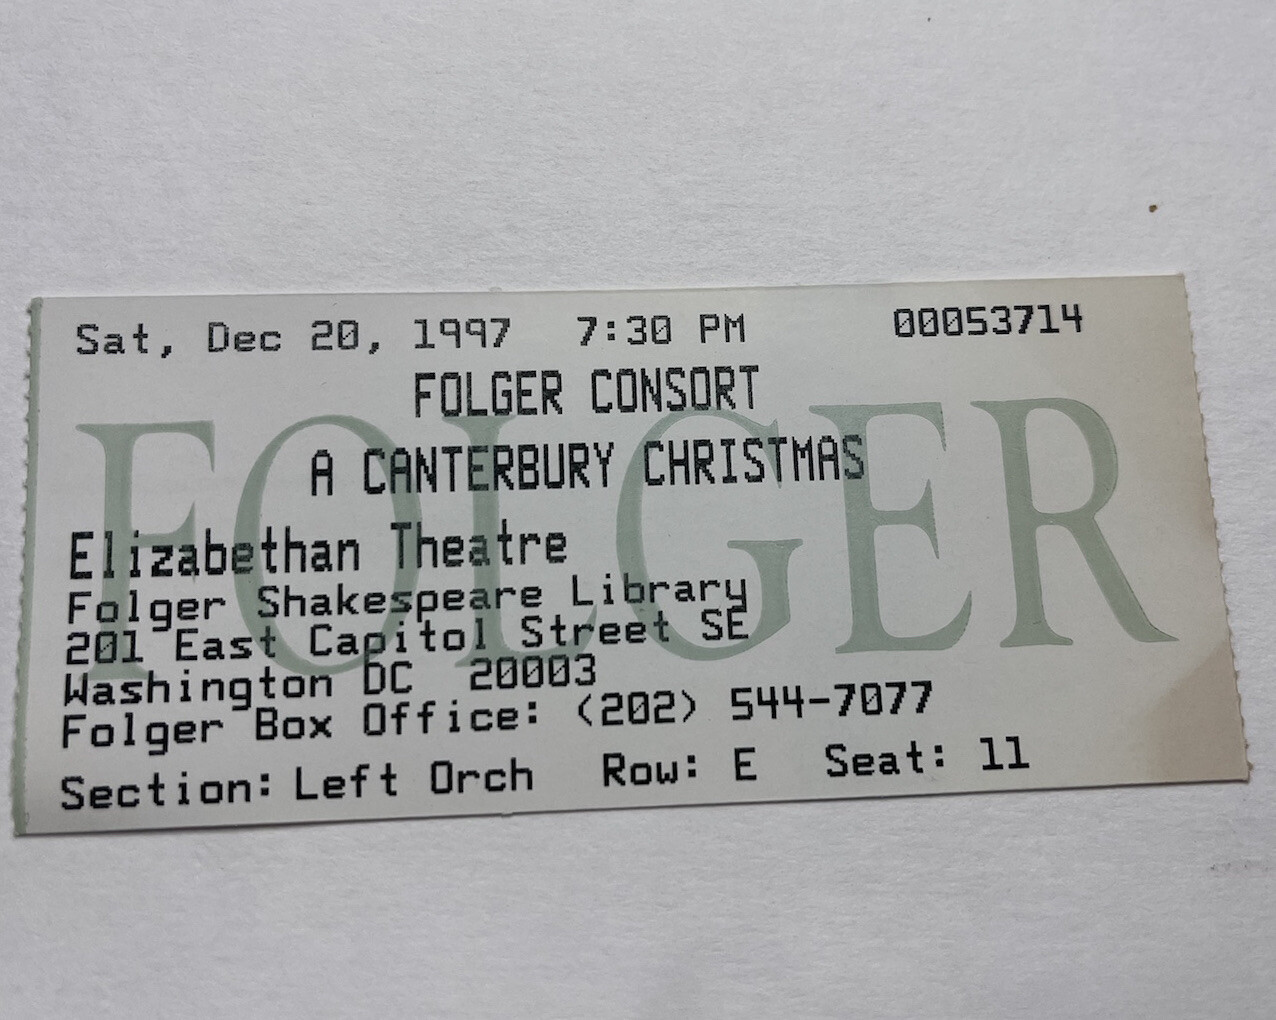 Sat, Dec 20, 1997 7:30 PM 00053714
FOLGER CONSORT
FOLGER
A CANTERBURY CHRISTMAS
Elizabethan Theatre
Folger Shakespeare Library
201 East Capitol Street SE
Washington DC 20003
Folger Box Office: (202) 544-7077
Section: Left Orch Row: E Seat: 11